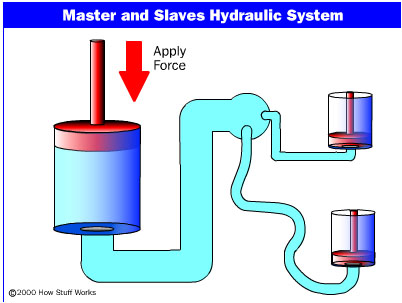 Master and Slaves Hydraulic System
Apply
Force
©2000 How Stuff Works